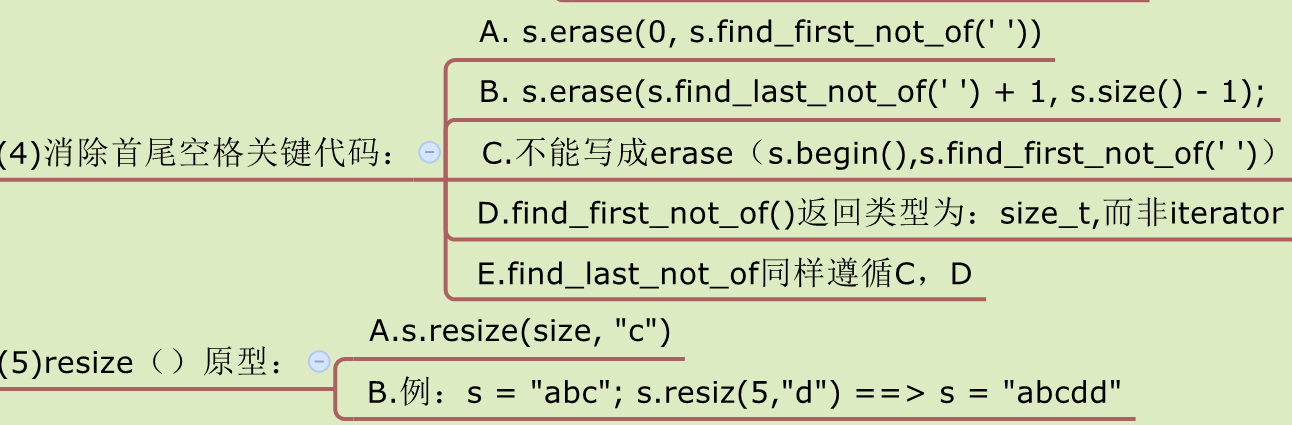 A. s.erase(0, s.find_first_not_of(' '))
B. s.erase(s.find_last_not_of(' ') + 1, s.size() - 1);
(4)消除首尾空格关键代码：
C.不能写成erase（s.begin(),s.find_first_not_of(' ')）
D.find_first_not_of()返回类型为：size_t,而非iterator
E.find_last_not_of同样遵循C，D
A.s.resize(size, "c")
(5)resize（）原型：
B.例：s = "abc"; s.resiz(5,"d") ==> s = "abcdd"